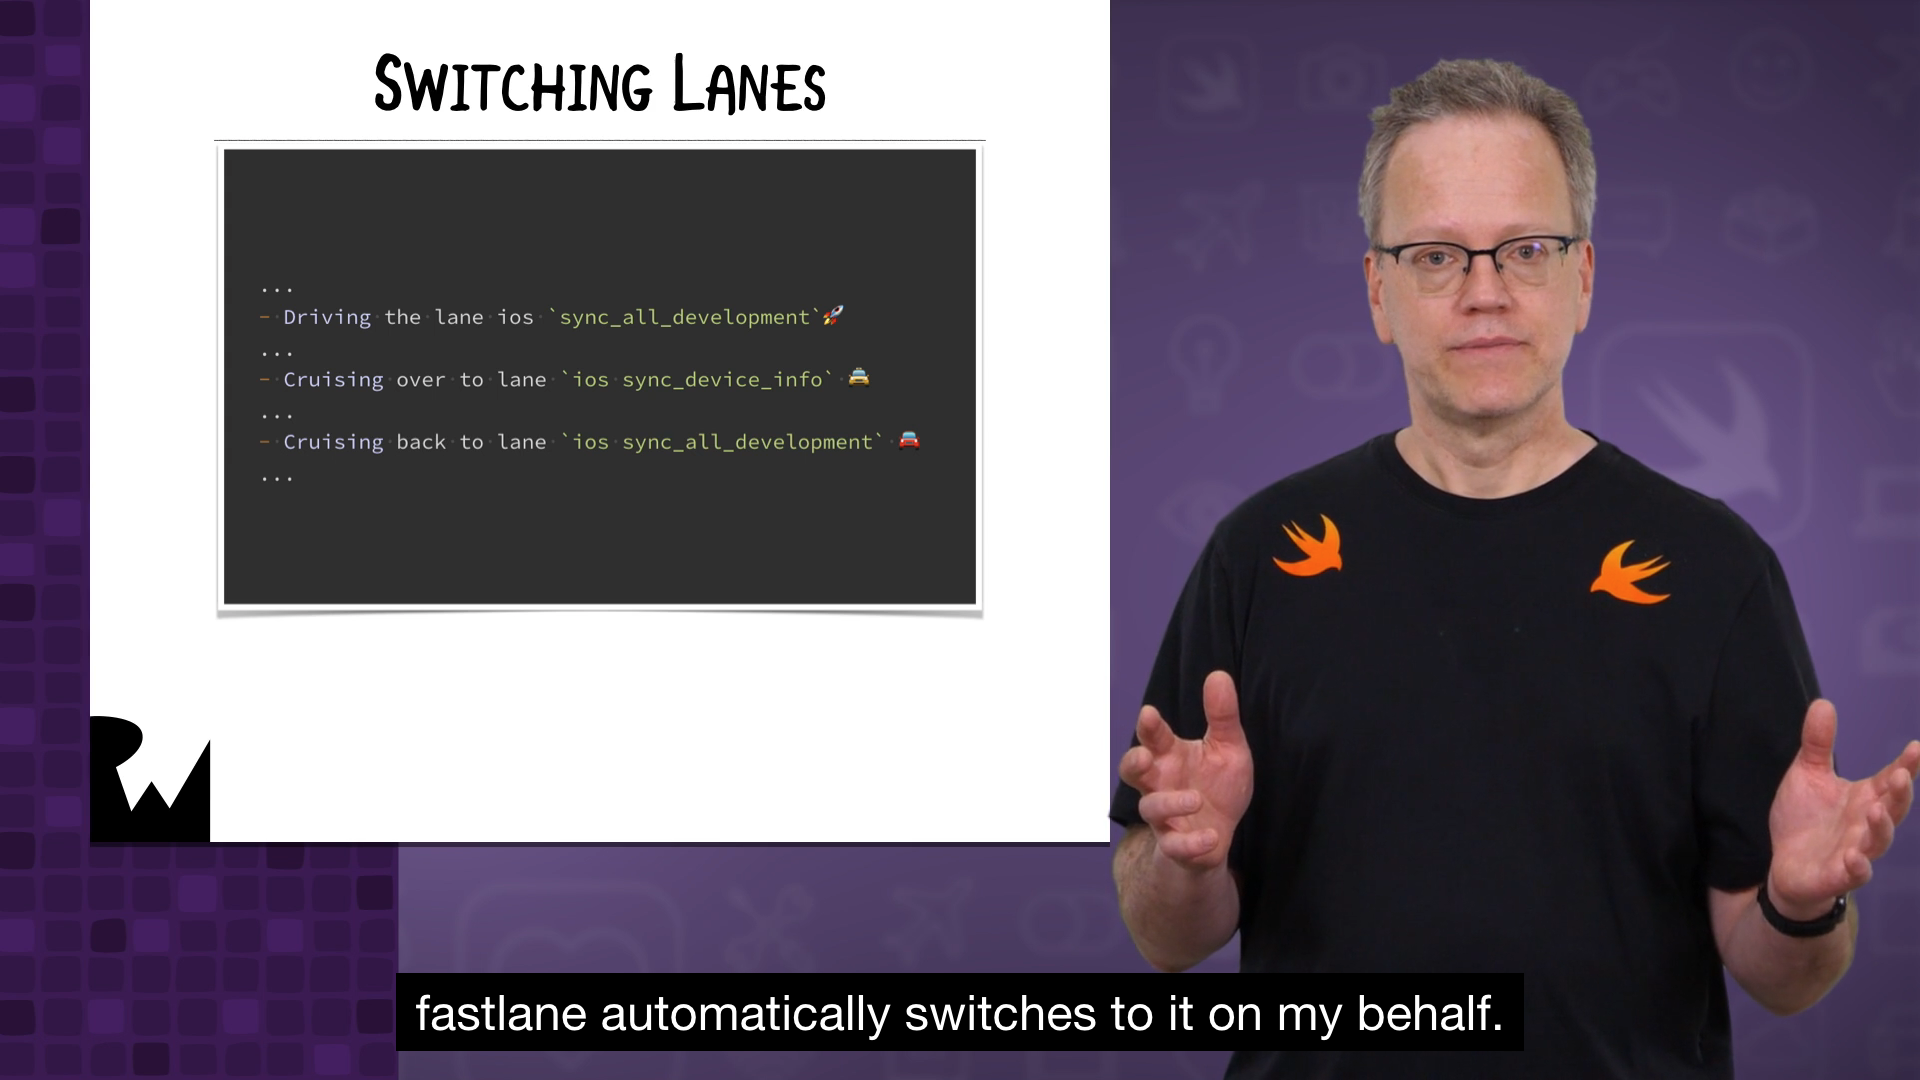 SWITCHING LANES
...
- Driving the lane ios `sync_all_development`🚀
...
- Cruising over to lane `ios sync_device_info` 🚖
...
- Cruising back to lane `ios sync_all_development` 🚘
...
RW
fastlane automatically switches to it on my behalf.